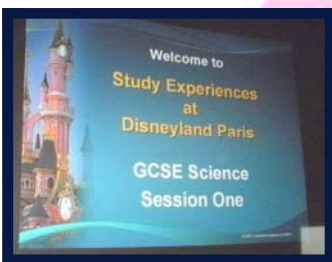 Welcome to
Study Experiences
at
Disneyland Paris
GCSE Science
Session One